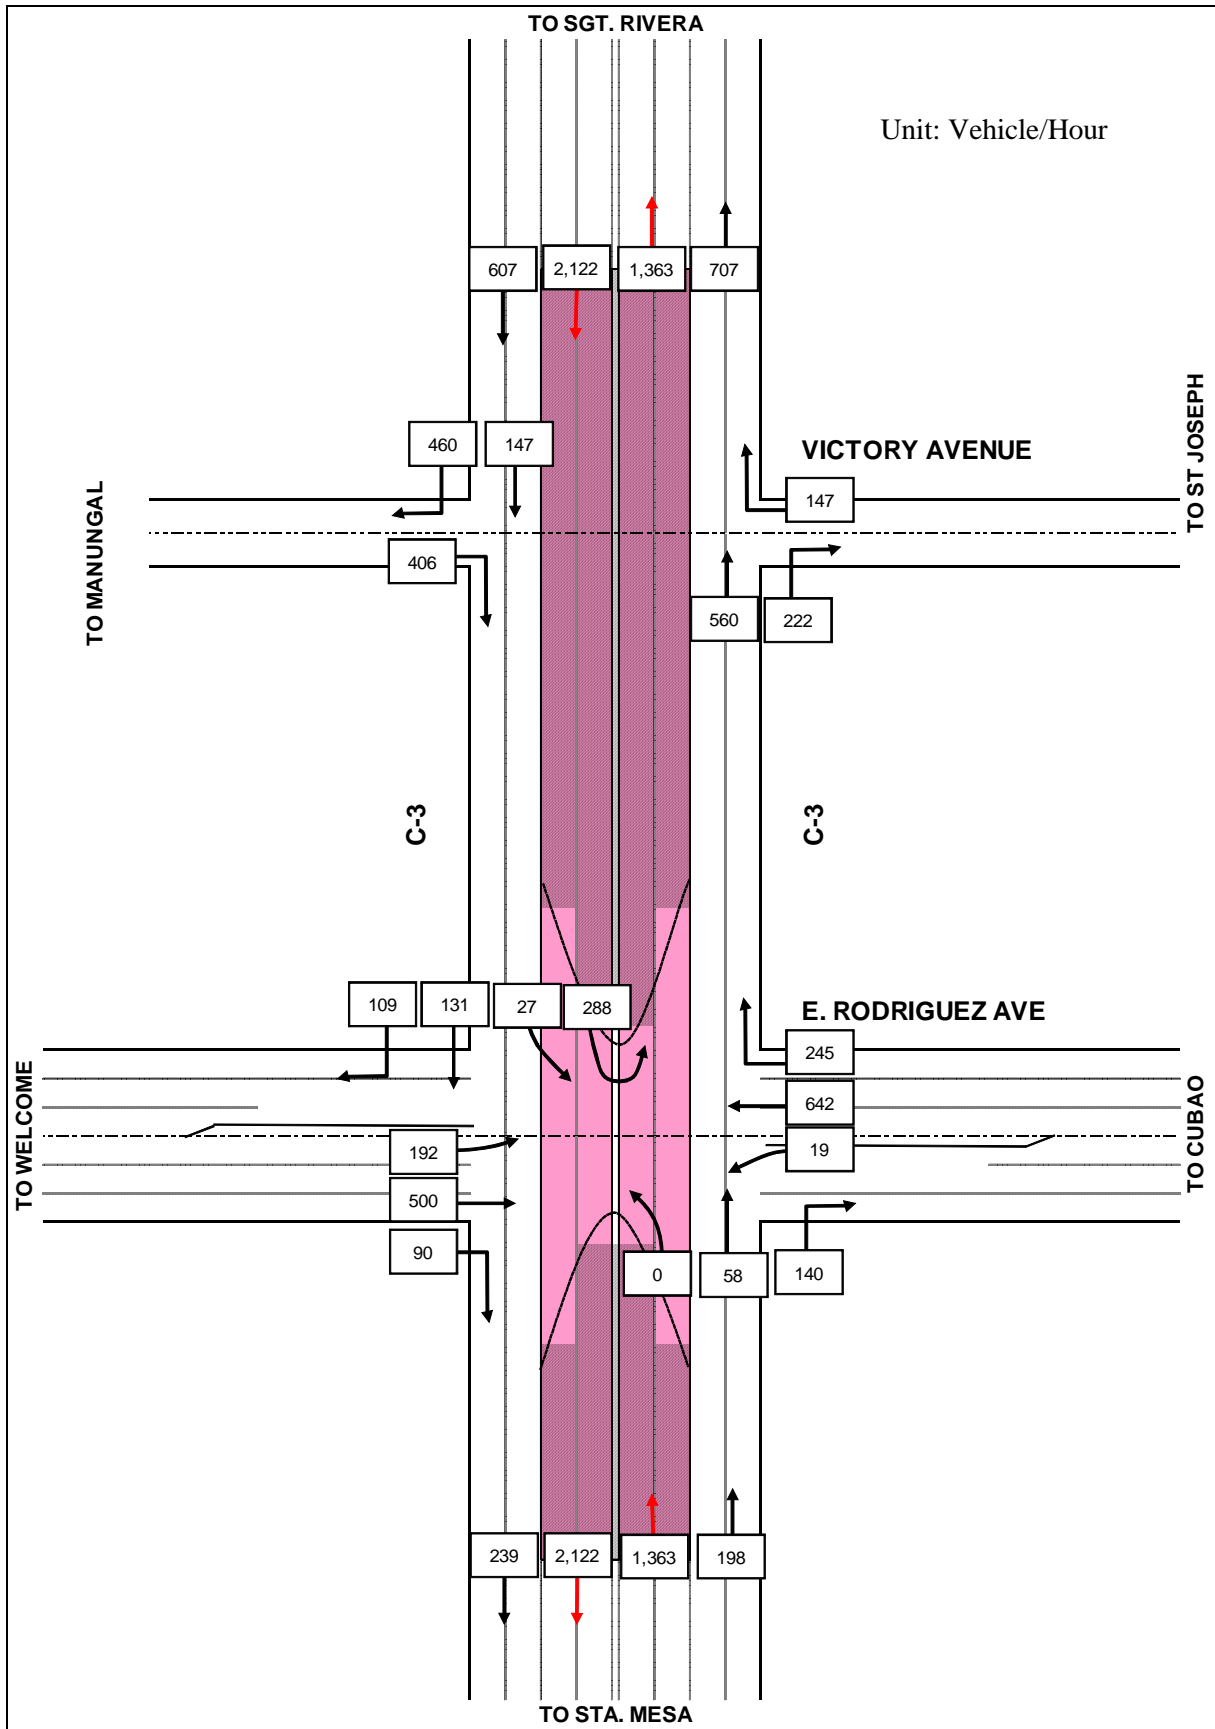 TO SGT. RIVERA
Unit: Vehicle/Hour
607
2,122
1,363
707
TO ST JOSEPH
460
147
VICTORY AVENUE
147
TO MANUNGAL
406
560
222
C-3
C-3
109
131
27
288
E. RODRIGUEZ AVE
245
642
TO WELCOME
TO CUBAO
192
19
500
90
0
58
140
239
2,122
1,363
198
TO STA. MESA